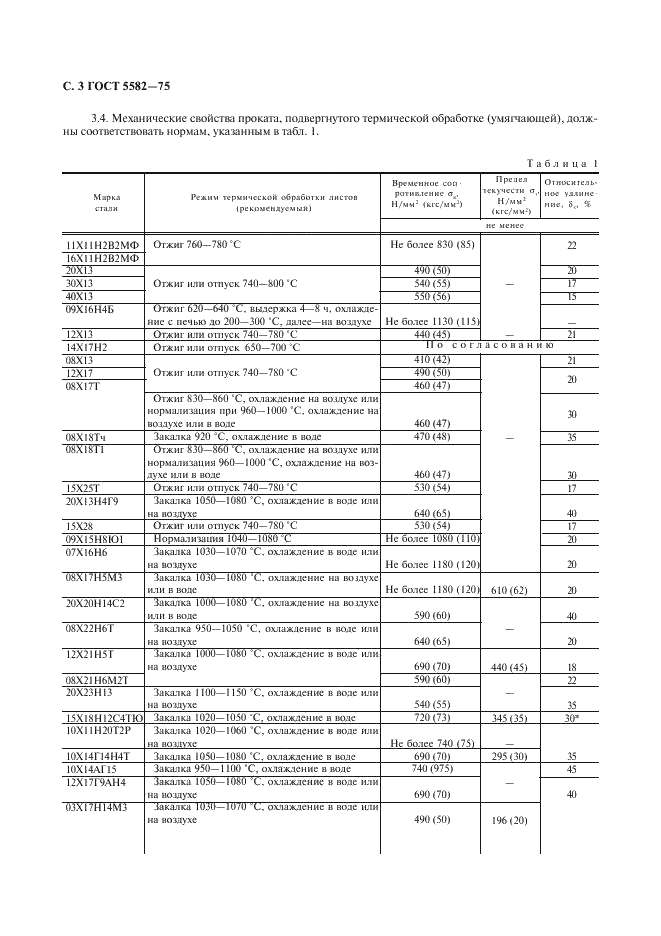 С. 3 ГОСТ 5582—75
3.4. Механические свойства проката, подвергнутого термической обработке (умягчающей), долж-
ны соответствовать нормам, указанным в табл. 1.
Таблица 1
Марка стали | Режим термической обработки листов (рекомендуемый) | Временное соп- ротивление σв, Н/мм² (кгс/мм²) | Предел текучести σт, Н/мм² (кгс/мм²) | Относитель- ное удлине- ние, δ5, %
не менее
11Х11Н2В2МФ Отжиг 760—780 °С Не более 830 (85) 22
16Х11Н2В2МФ
20Х13 490 (50) 20
30Х13 Отжиг или отпуск 740—800 °С 540 (55) — 17
40Х13 550 (56) 15
09Х16Н4Б Отжиг 620—640 °С, выдержка 4—8 ч, охлажде-
ние с печью до 200—300 °С, далее—на воздухе Не более 1130 (115) —
12Х13 Отжиг или отпуск 740—780 °С 440 (45) — 21
14Х17Н2 Отжиг или отпуск 650—700 °С По согласованию
08Х13 410 (42) 21
12Х17 Отжиг или отпуск 740—780 °С 490 (50) 20
08Х17Т 460 (47)
Отжиг 830—860 °С, охлаждение на воздухе или
нормализация при 960—1000 °С, охлаждение на
воздухе или в воде 460 (47) 30
08Х18Тч Закалка 920 °С, охлаждение в воде 470 (48) — 35
08Х18Т1 Отжиг 830—860 °С, охлаждение на воздухе или
нормализация 960—1000 °С, охлаждение на воз-
духе или в воде 460 (47) 30
15Х25Т Отжиг или отпуск 740—780 °С 530 (54) 17
20Х13Н4Г9 Закалка 1050—1080 °С, охлаждение в воде или
на воздухе 640 (65) 40
15Х28 Отжиг или отпуск 740—780 °С 530 (54) 17
09Х15Н8Ю1 Нормализация 1040—1080 °С Не более 1080 (110) 20
07Х16Н6 Закалка 1030—1070 °С, охлаждение в воде или
на воздухе Не более 1180 (120) 20
08Х17Н5М3 Закалка 1030—1080 °С, охлаждение на воздухе
или в воде Не более 1180 (120) 610 (62) 20
20Х20Н14С2 Закалка 1000—1080 °С, охлаждение на воздухе
или в воде 590 (60) 40
08Х22Н6Т Закалка 950—1050 °С, охлаждение в воде или —
на воздухе 640 (65) 20
12Х21Н5Т Закалка 1000—1080 °С, охлаждение в воде или
на воздухе 690 (70) 440 (45) 18
08Х21Н6М2Т 590 (60) 22
20Х23Н13 Закалка 1100—1150 °С, охлаждение в воде или —
на воздухе 540 (55) 35
15Х18Н12С4ТЮ Закалка 1020—1050 °С, охлаждение в воде 720 (73) 345 (35) 30*
10Х11Н20Т2Р Закалка 1020—1060 °С, охлаждение в воде или
на воздухе Не более 740 (75) —
10Х14Г14Н4Т Закалка 1050—1080 °С, охлаждение в воде 690 (70) 295 (30) 35
10Х14АГ15 Закалка 950—1100 °С, охлаждение в воде 740 (975) 45
12Х17Г9АН4 Закалка 1050—1080 °С, охлаждение в воде или —
на воздухе 690 (70) 40
03Х17Н14М3 Закалка 1030—1070 °С, охлаждение в воде или
на воздухе 490 (50) 196 (20)